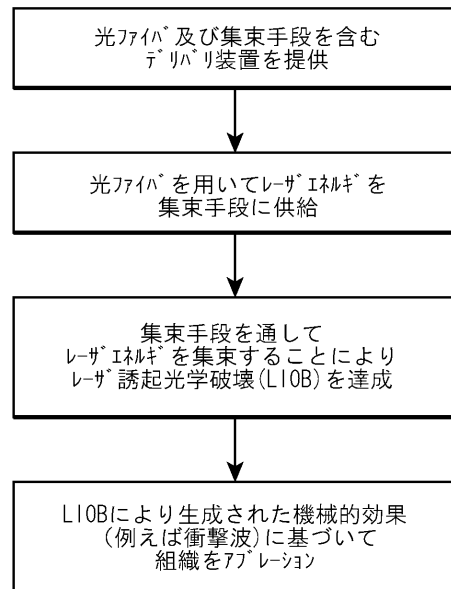 光ﾌｧｲﾊﾞ及び集束手段を含む
ﾃﾞﾘﾊﾞﾘ装置を提供
光ﾌｧｲﾊﾞを用いてﾚｰｻﾞｴﾈﾙｷﾞを
集束手段に供給
集束手段を通して
ﾚｰｻﾞｴﾈﾙｷﾞを集束することにより
ﾚｰｻﾞ誘起光学破壊(LIOB)を達成
LIOBにより生成された機械的効果
(例えば衝撃波)に基づいて
組織をｱﾌﾞﾚｰｼｮﾝ